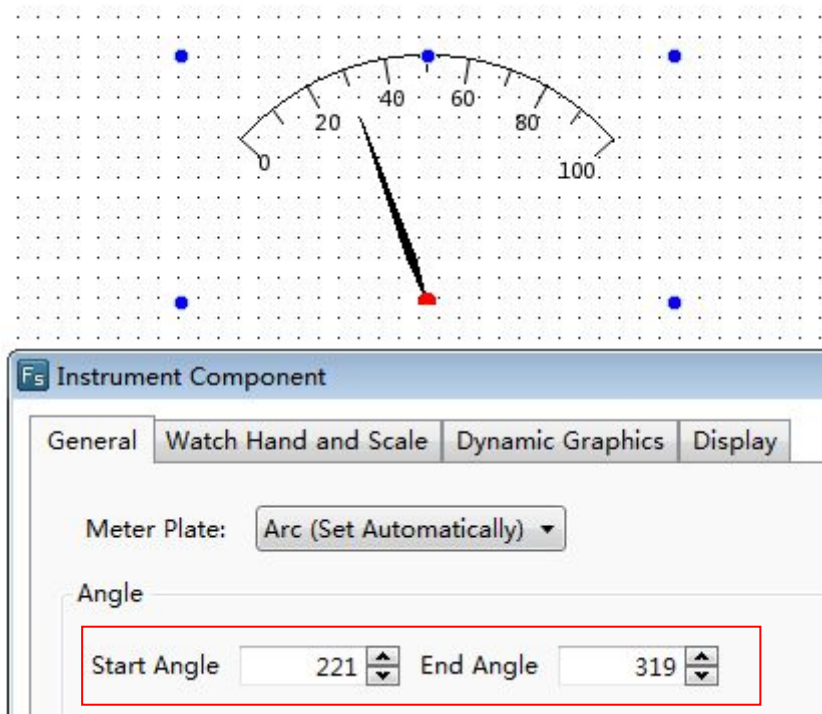 40 60
20 80
0 100
Fs Instrument Component
General Watch Hand and Scale Dynamic Graphics Display
Meter Plate: Arc (Set Automatically)
Angle
Start Angle 221 End Angle 319